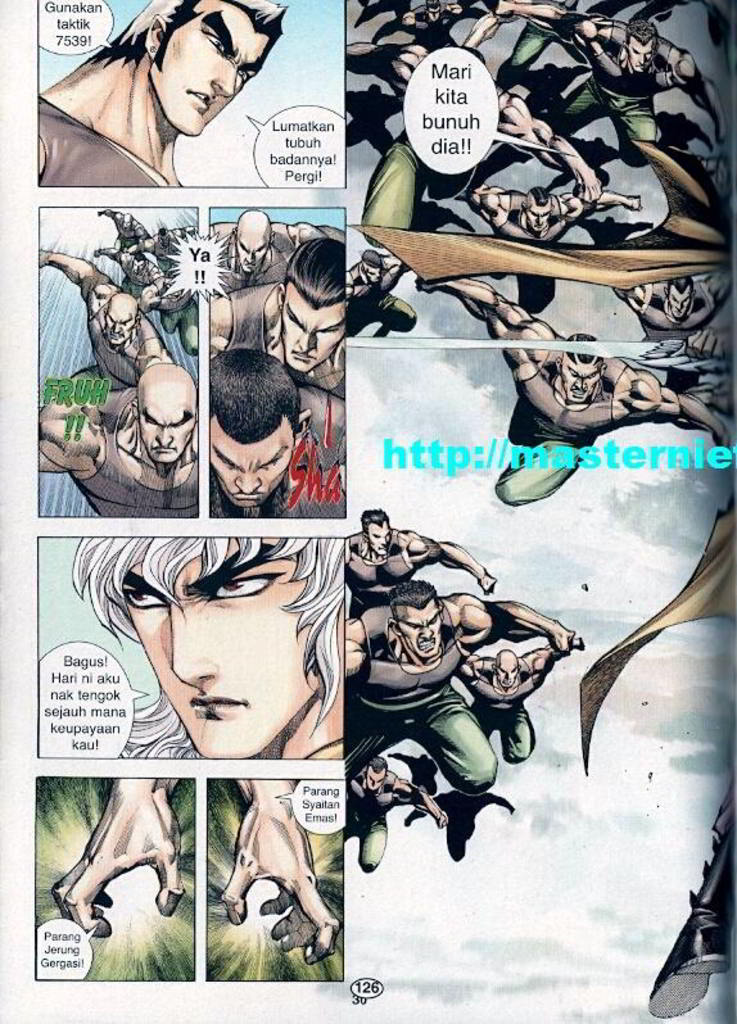 Gunakan
taktik
7539!
Lumatkan
tubuh
badannya!
Pergi!
Mari
kita
bunuh
dia!!
Ya
!!
FRUH
!!
Sha
http://masternie
Bagus!
Hari ni aku
nak tengok
sejauh mana
keupayaan
kau!
Parang
Syaitan
Emas!
Parang
Jerung
Gergasi!
126
30